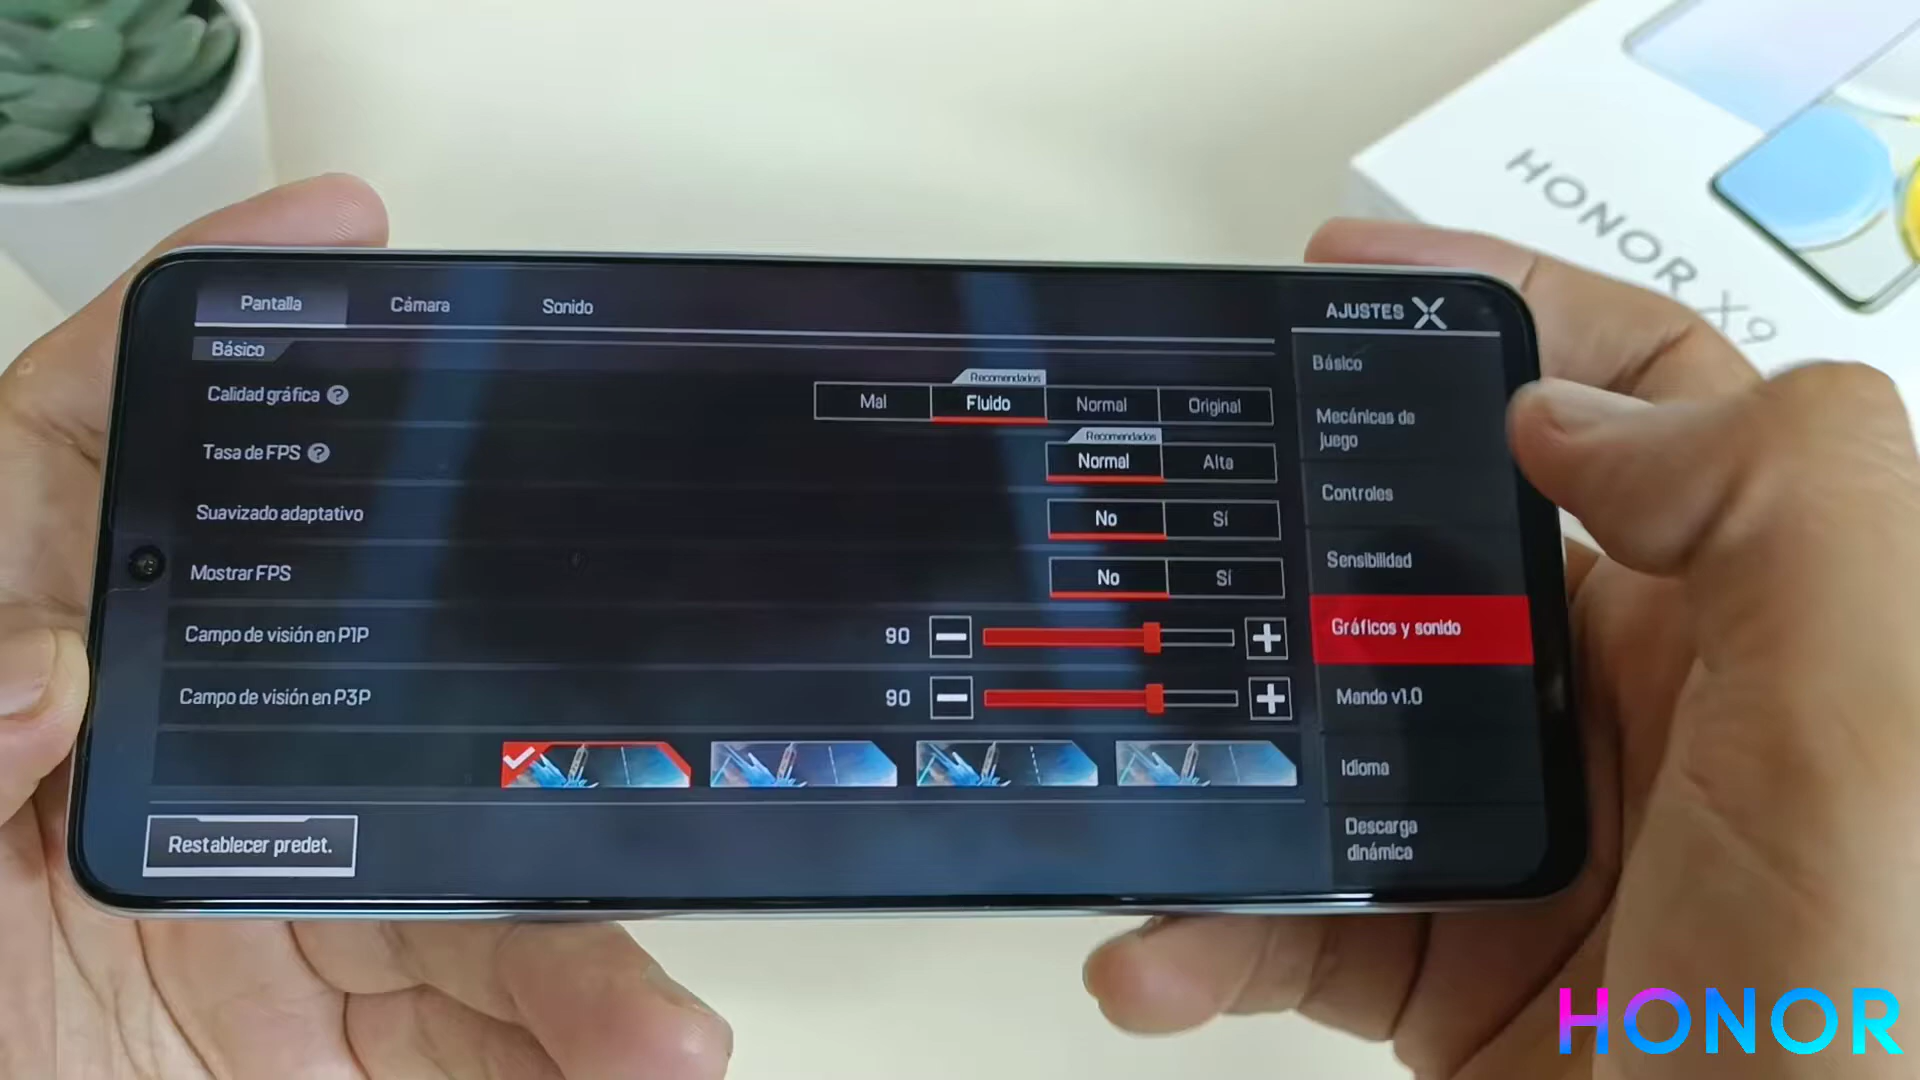 HONOR X9
Pantalla
Cámara
Sonido
AJUSTES
Básico
Calidad gráfica ?
Recomendados
Mal
Fluido
Normal
Original
Tasa de FPS ?
Recomendados
Normal
Alta
Suavizado adaptativo
No
Sí
Mostrar FPS
No
Sí
Campo de visión en P1P
90
Campo de visión en P3P
90
Restablecer predet.
Básico
Mecánicas de
juego
Controles
Sensibilidad
Gráficos y sonido
Mando v1.0
Idioma
Descarga
dinámica
HONOR